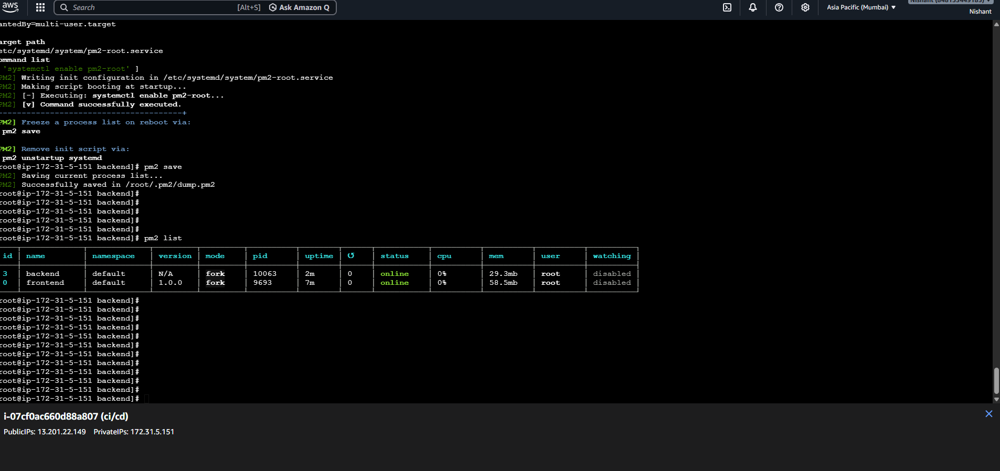 aws Search [Alt+S] Ask Amazon Q Asia Pacific (Mumbai) ▼ Nishant
antedBy=multi-user.target
arget path
etc/systemd/system/pm2-root.service
ommand list
'systemctl enable pm2-root' ]
PM2] Writing init configuration in /etc/systemd/system/pm2-root.service
PM2] Making script booting at startup...
PM2] [-] Executing: systemctl enable pm2-root...
PM2] [v] Command successfully executed.
---------------------------------------+
PM2] Freeze a process list on reboot via:
pm2 save
PM2] Remove init script via:
pm2 unstartup systemd
root@ip-172-31-5-151 backend]# pm2 save
PM2] Saving current process list...
PM2] Successfully saved in /root/.pm2/dump.pm2
root@ip-172-31-5-151 backend]#
root@ip-172-31-5-151 backend]#
root@ip-172-31-5-151 backend]#
root@ip-172-31-5-151 backend]#
root@ip-172-31-5-151 backend]#
root@ip-172-31-5-151 backend]# pm2 list
id │ name │ namespace │ version │ mode │ pid │ uptime │ ↺ │ status │ cpu │ mem │ user │ watching │
3 │ backend │ default │ N/A │ fork │ 10063 │ 2m │ 0 │ online │ 0% │ 29.3mb │ root │ disabled │
0 │ frontend │ default │ 1.0.0 │ fork │ 9693 │ 7m │ 0 │ online │ 0% │ 58.5mb │ root │ disabled │
root@ip-172-31-5-151 backend]#
root@ip-172-31-5-151 backend]#
root@ip-172-31-5-151 backend]#
root@ip-172-31-5-151 backend]#
root@ip-172-31-5-151 backend]#
root@ip-172-31-5-151 backend]#
root@ip-172-31-5-151 backend]#
root@ip-172-31-5-151 backend]#
root@ip-172-31-5-151 backend]#
root@ip-172-31-5-151 backend]#
root@ip-172-31-5-151 backend]#
root@ip-172-31-5-151 backend]#
i-07cf0ac660d88a807 (ci/cd)
PublicIPs: 13.201.22.149 PrivateIPs: 172.31.5.151